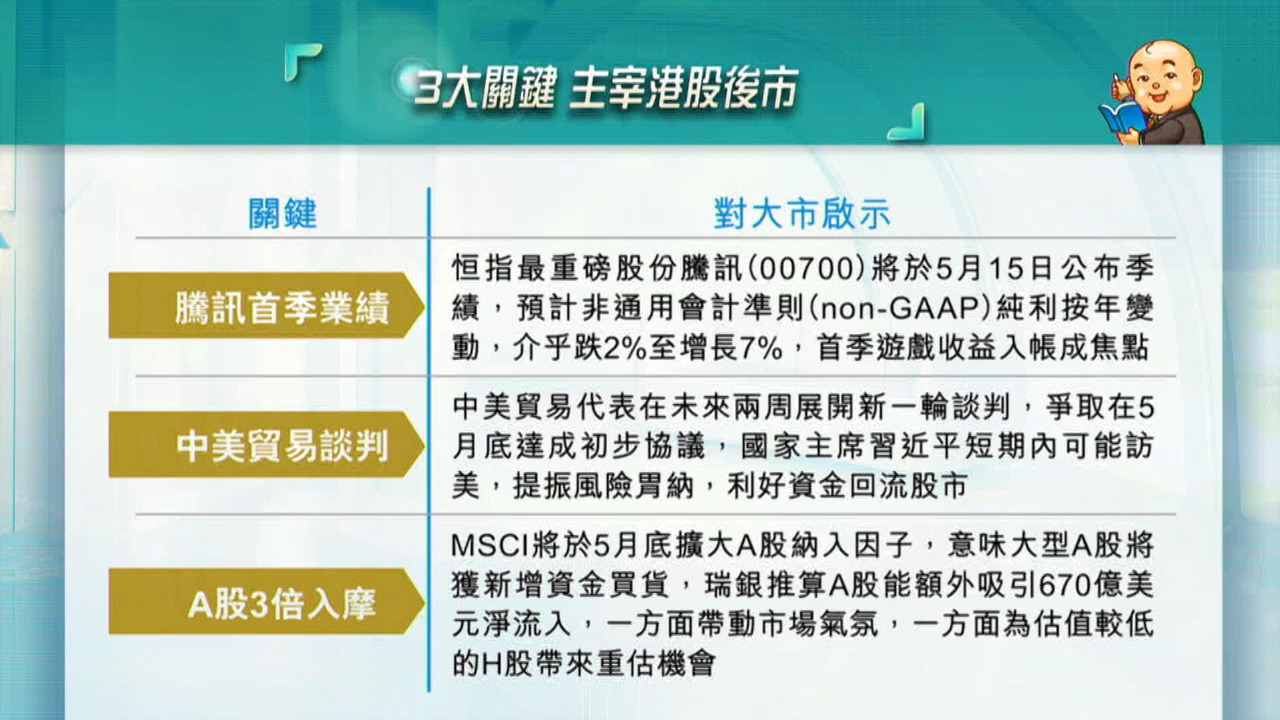 3大關鍵 主宰港股後市
關鍵
對大市啟示
騰訊首季業績
恒指最重磅股份騰訊(00700)將於5月15日公布季
績，預計非通用會計準則(non-GAAP)純利按年變
動，介乎跌2%至增長7%，首季遊戲收益入帳成焦點
中美貿易談判
中美貿易代表在未來兩周展開新一輪談判，爭取在5
月底達成初步協議，國家主席習近平短期內可能訪
美，提振風險胃納，利好資金回流股市
A股3倍入摩
MSCI將於5月底擴大A股納入因子，意味大型A股將
獲新增資金買貨，瑞銀推算A股能額外吸引670億美
元淨流入，一方面帶動市場氣氛，一方面為估值較低
的H股帶來重估機會